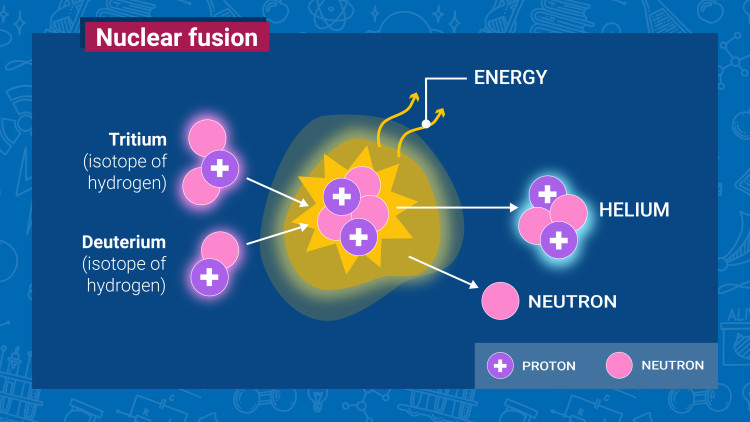 Nuclear fusion
ENERGY
Tritium
(isotope of
hydrogen)
HELIUM
Deuterium
(isotope of
hydrogen)
NEUTRON
PROTON
NEUTRON